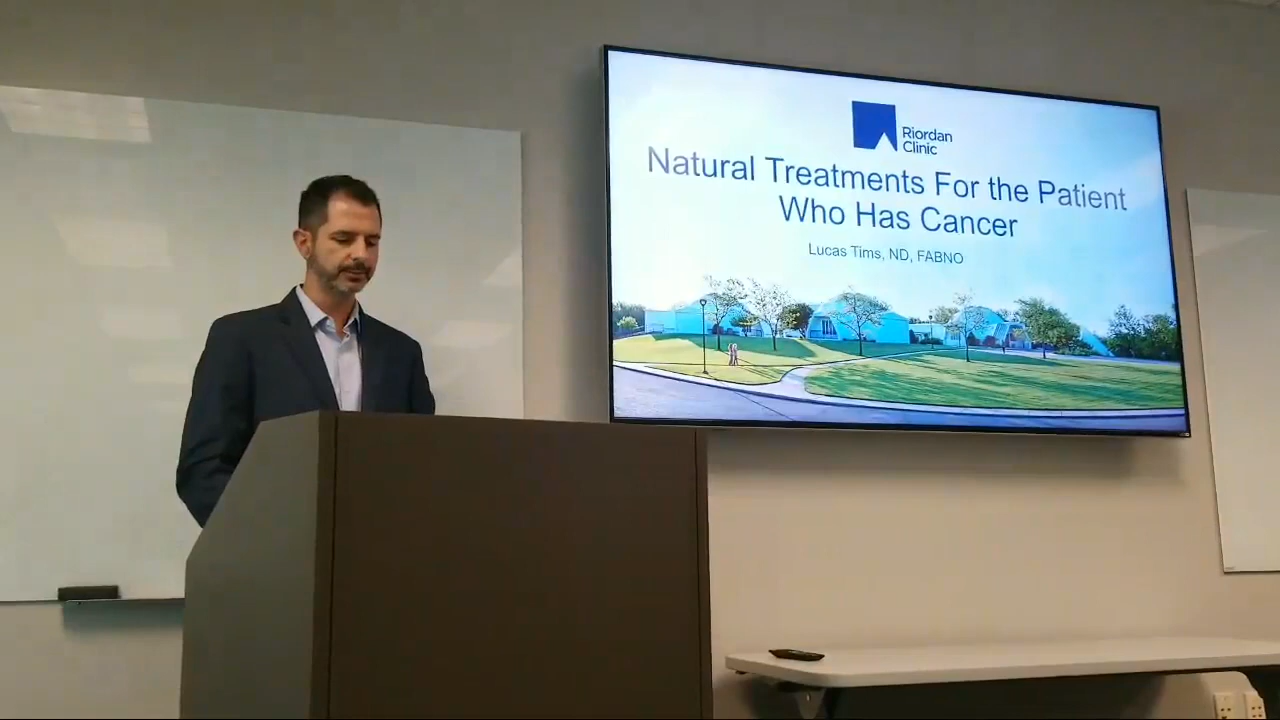 Riordan
Clinic
Natural Treatments For the Patient
Who Has Cancer
Lucas Tims, ND, FABNO